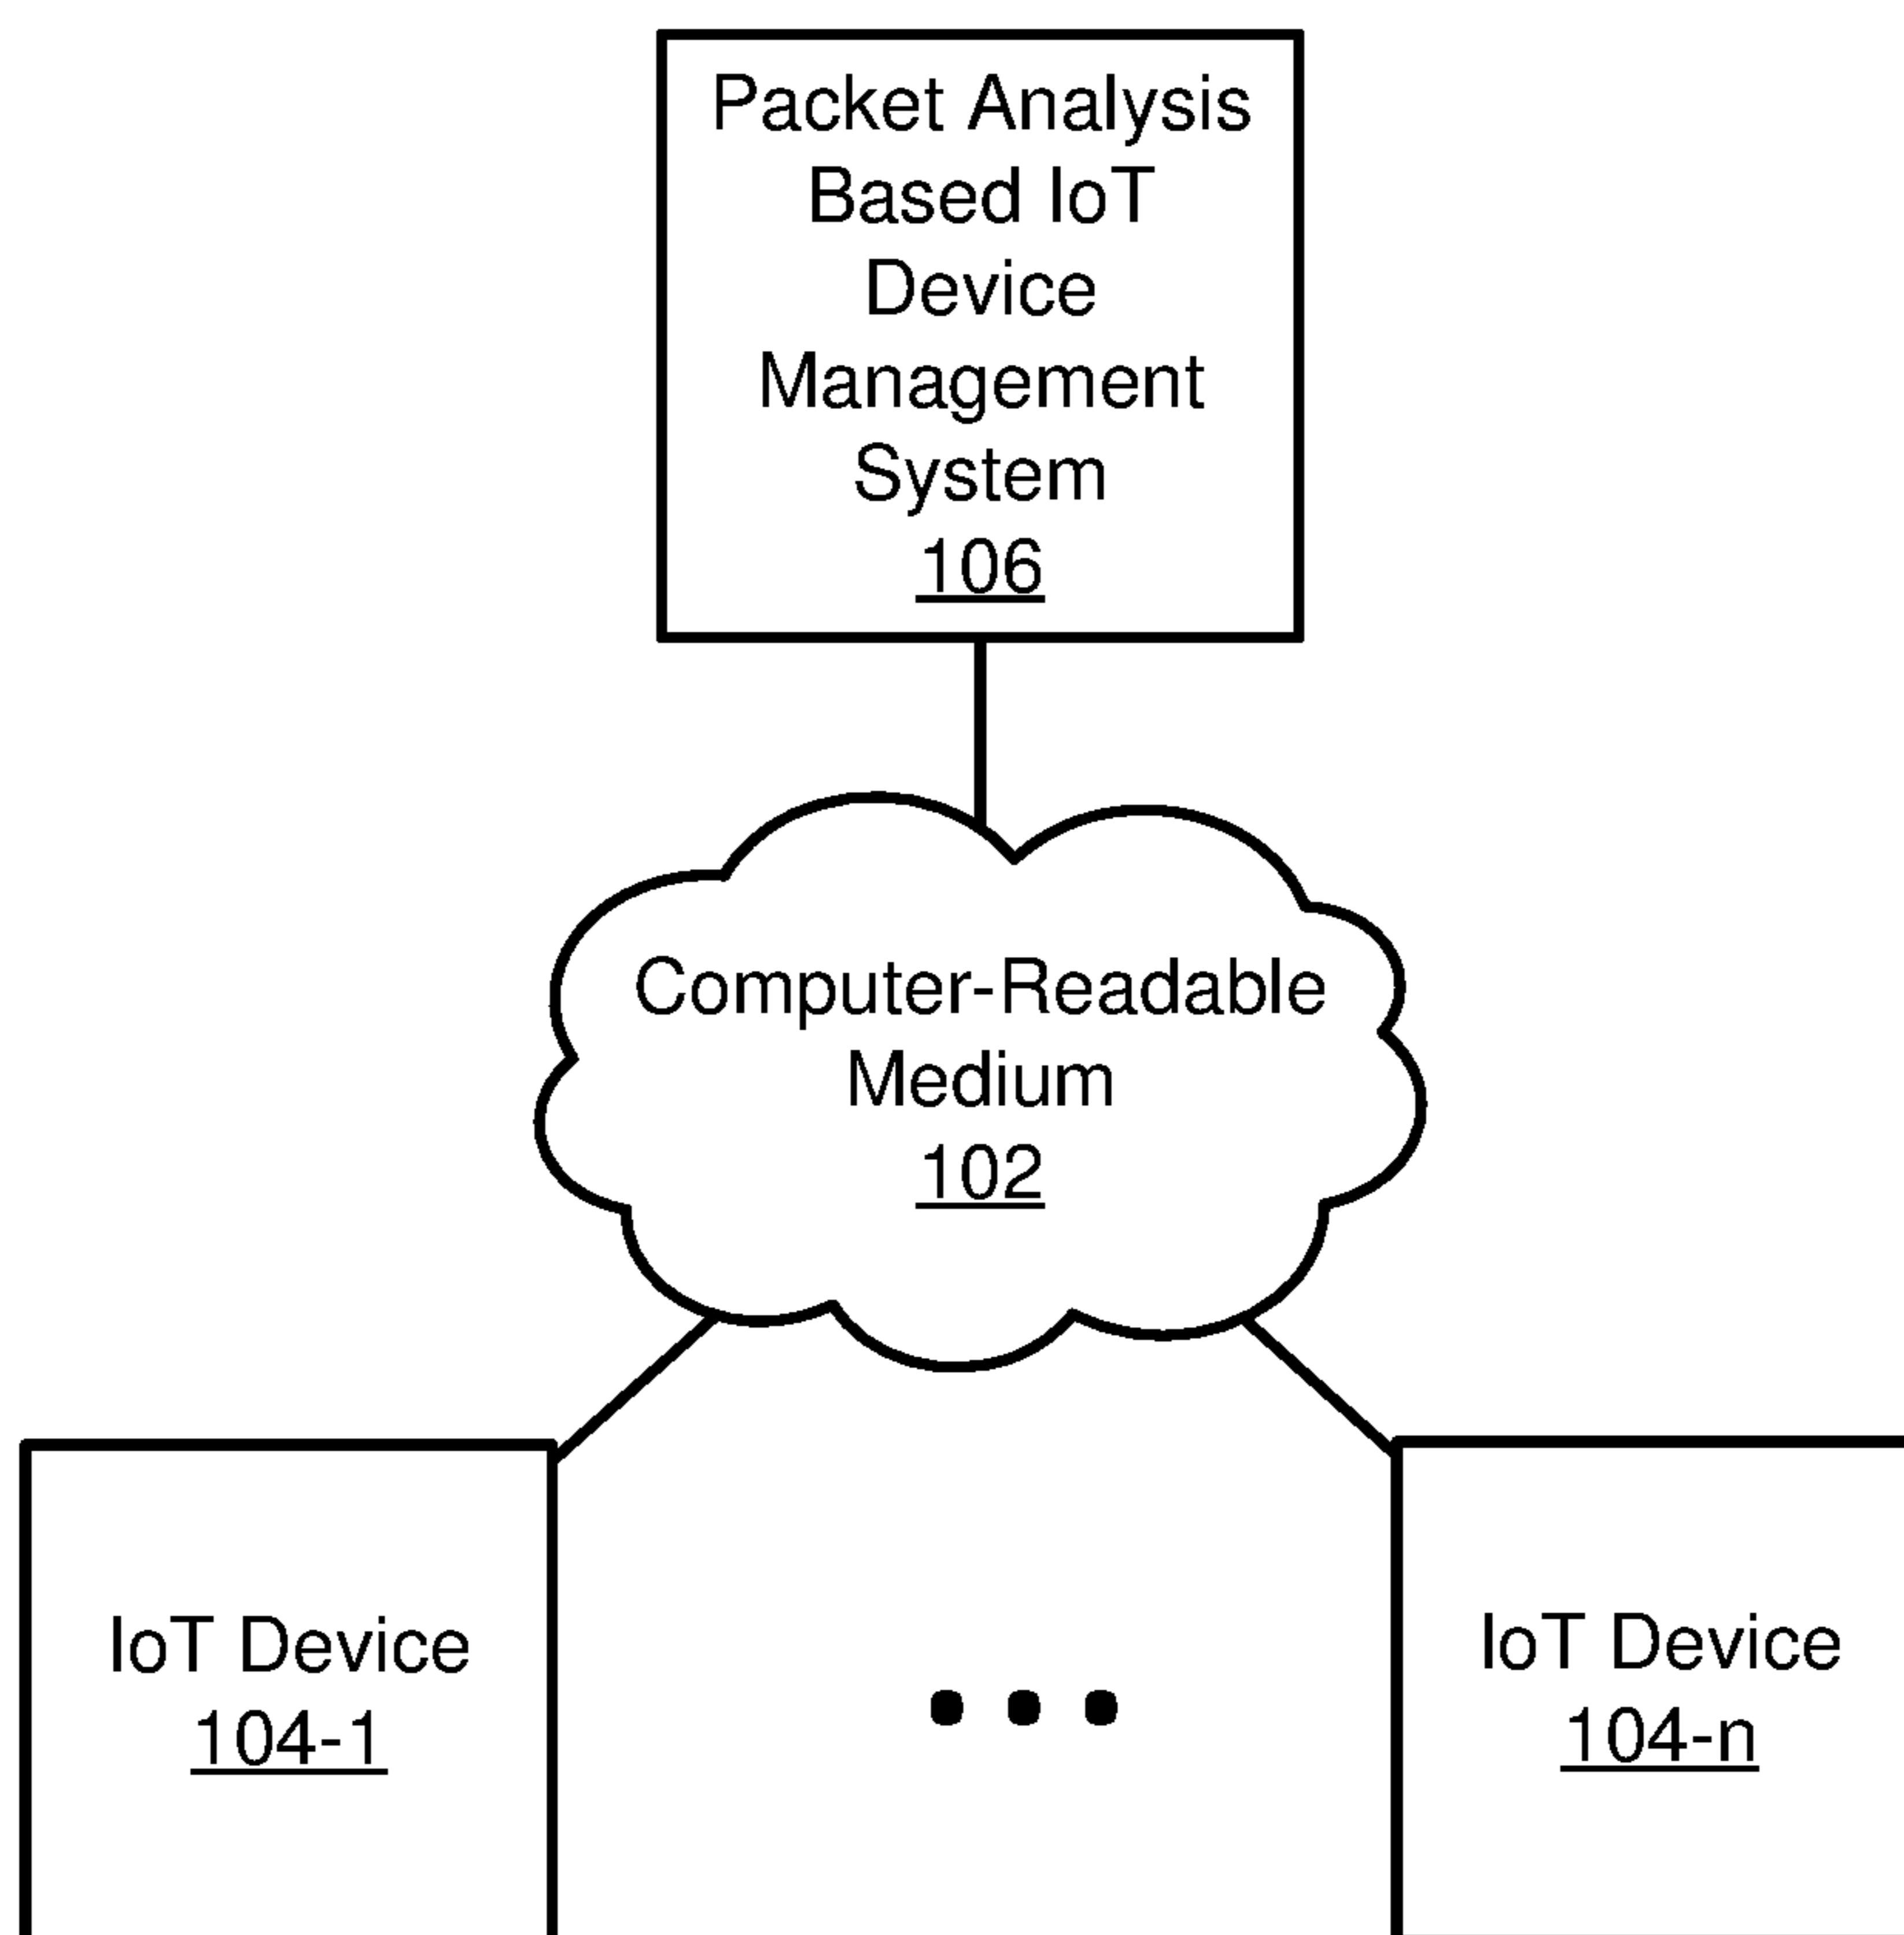 Packet Analysis
Based IoT
Device
Management
System
106
Computer-Readable
Medium
102
IoT Device
104-1
IoT Device
104-n